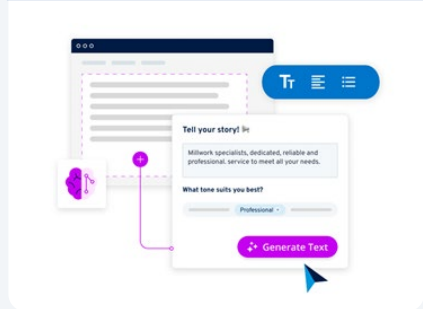 Tт
Tell your story!
Millwork specialists, dedicated, reliable and
professional. service to meet all your needs.
What tone suits you best?
Professional
Generate Text